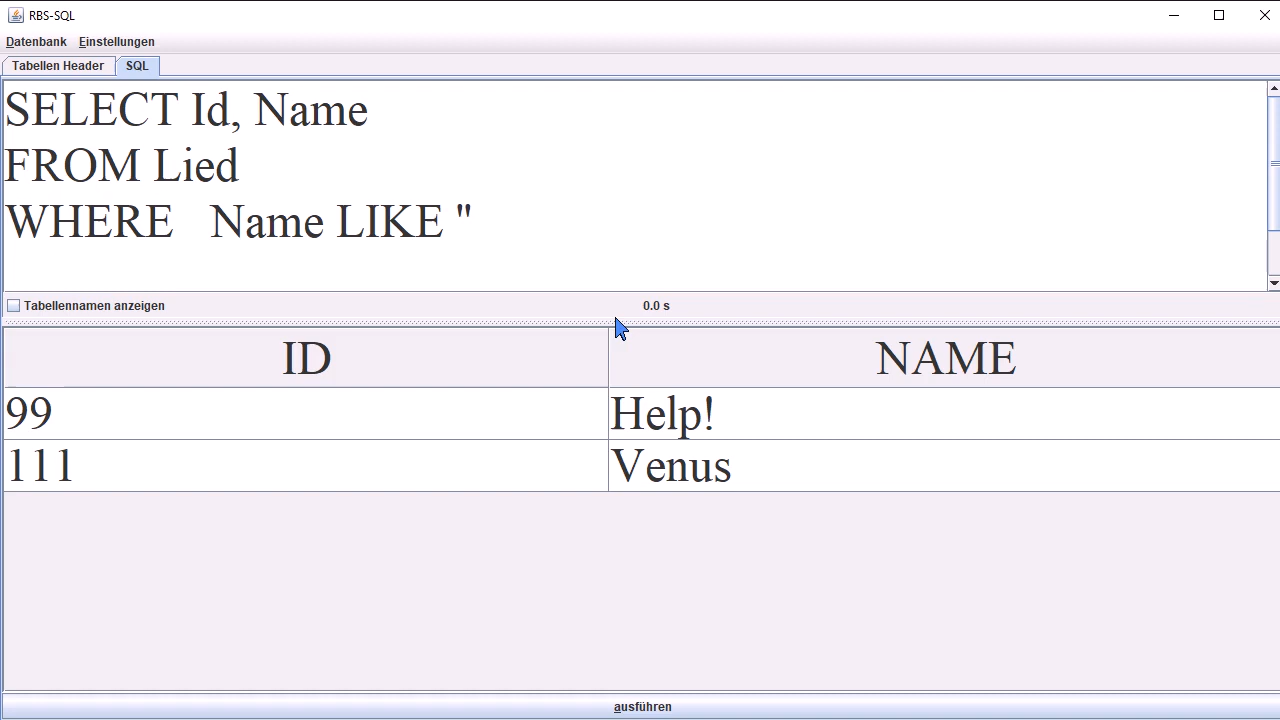 RBS-SQL
Datenbank Einstellungen
Tabellen Header SQL
SELECT Id, Name
FROM Lied
WHERE   Name LIKE ''
Tabellennamen anzeigen 0.0 s
ID NAME
99 Help!
111 Venus
ausführen